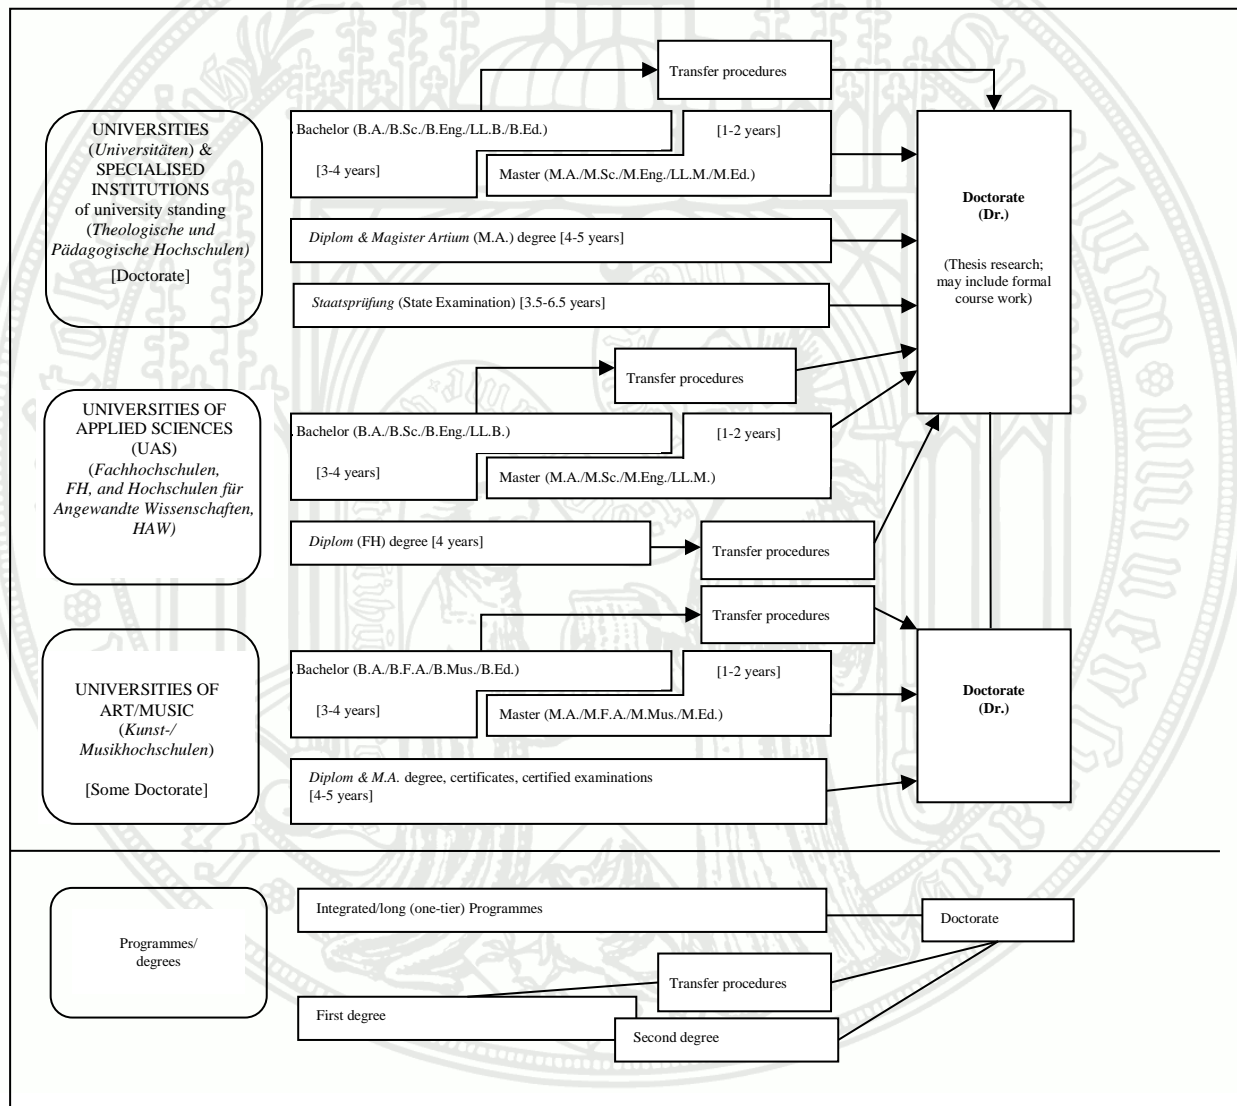 Transfer procedures
UNIVERSITIES
(Universitäten) &
SPECIALISED
INSTITUTIONS
of university standing
(Theologische und
Pädagogische Hochschulen)
[Doctorate]
Bachelor (B.A./B.Sc./B.Eng./LL.B./B.Ed.)
[3-4 years]
[1-2 years]
Master (M.A./M.Sc./M.Eng./LL.M./M.Ed.)
Diplom & Magister Artium (M.A.) degree [4-5 years]
Staatsprüfung (State Examination) [3.5-6.5 years]
Doctorate
(Dr.)
(Thesis research;
may include formal
course work)
Transfer procedures
UNIVERSITIES OF
APPLIED SCIENCES
(UAS)
(Fachhochschulen,
FH, and Hochschulen für
Angewandte Wissenschaften,
HAW)
Bachelor (B.A./B.Sc./B.Eng./LL.B.)
[3-4 years]
[1-2 years]
Master (M.A./M.Sc./M.Eng./LL.M.)
Diplom (FH) degree [4 years]
Transfer procedures
Transfer procedures
UNIVERSITIES OF
ART/MUSIC
(Kunst-/
Musikhochschulen)
[Some Doctorate]
Bachelor (B.A./B.F.A./B.Mus./B.Ed.)
[3-4 years]
[1-2 years]
Master (M.A./M.F.A./M.Mus./M.Ed.)
Diplom & M.A. degree, certificates, certified examinations
[4-5 years]
Doctorate
(Dr.)
Programmes/
degrees
Integrated/long (one-tier) Programmes
Doctorate
Transfer procedures
First degree
Second degree